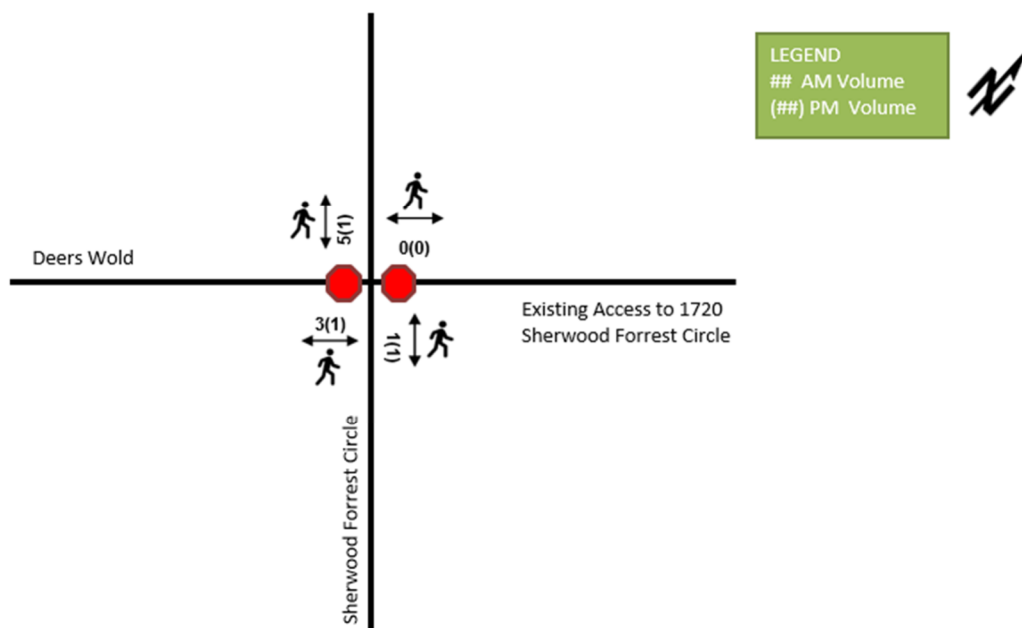 LEGEND
## AM Volume
(##) PM Volume
N
5(1)
0(0)
Deers Wold
Existing Access to 1720
Sherwood Forrest Circle
3(1)
1(1)
Sherwood Forrest Circle